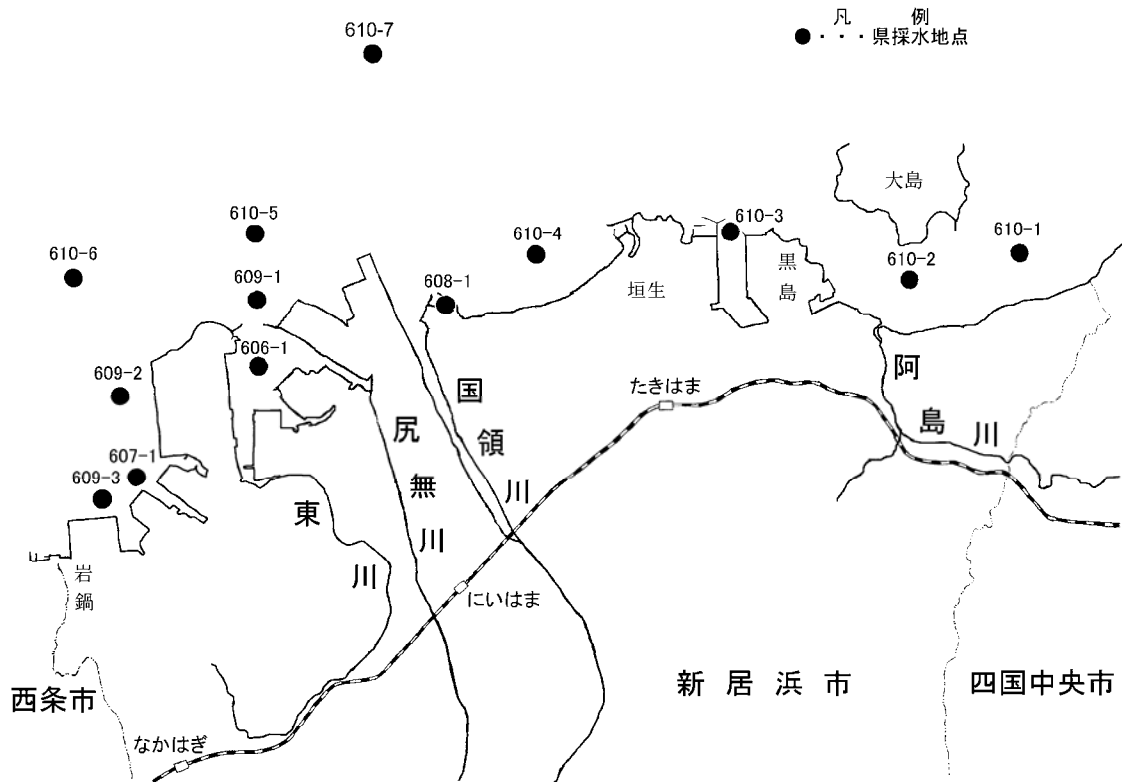 凡 例
●・・・県採水地点
610-7
大島
610-5
610-3
610-4
610-1
610-6
610-2
黒島
609-1
608-1
垣生
606-1
阿島川
たきはま
609-2
国領川
尻無川
607-1
609-3
東川
岩鍋
にいはま
西条市
新居浜市
四国中央市
なかはぎ